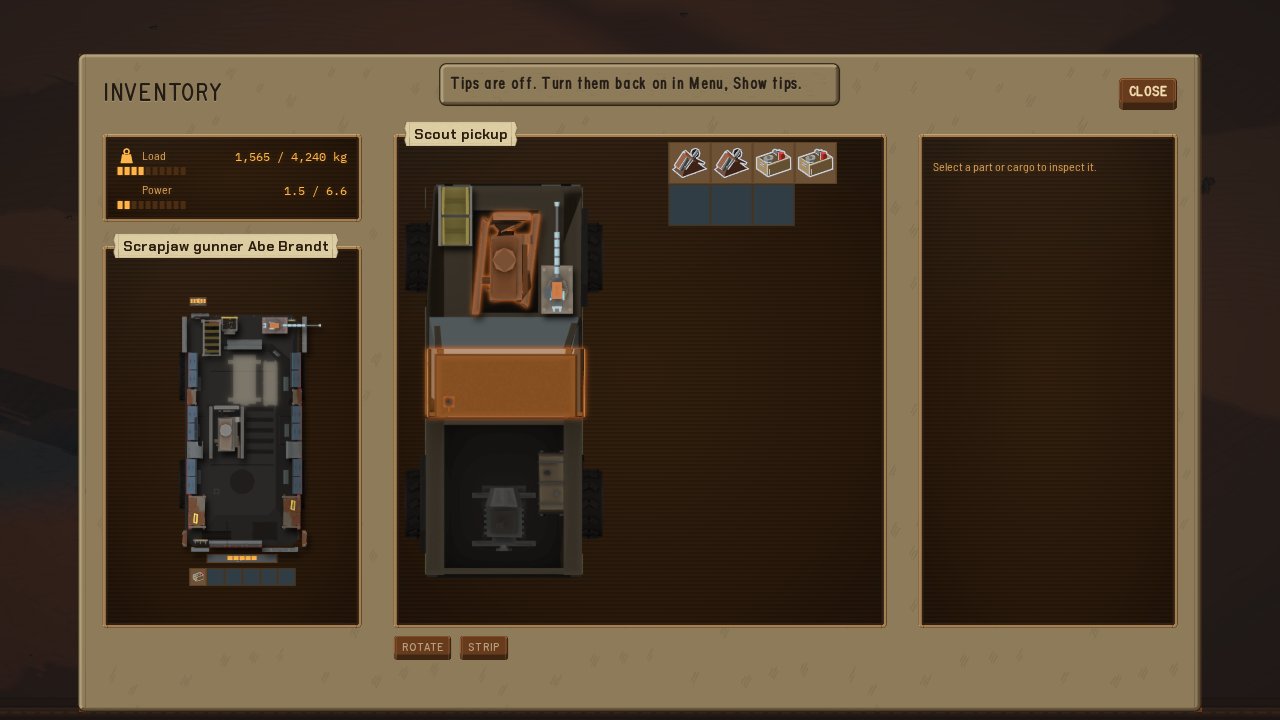 Tips are off. Turn them back on in Menu, Show tips.
INVENTORY
CLOSE
Load 1,565 / 4,240 kg
Power 1.5 / 6.6
Scrapjaw gunner Abe Brandt
Scout pickup
Select a part or cargo to inspect it.
ROTATE STRIP